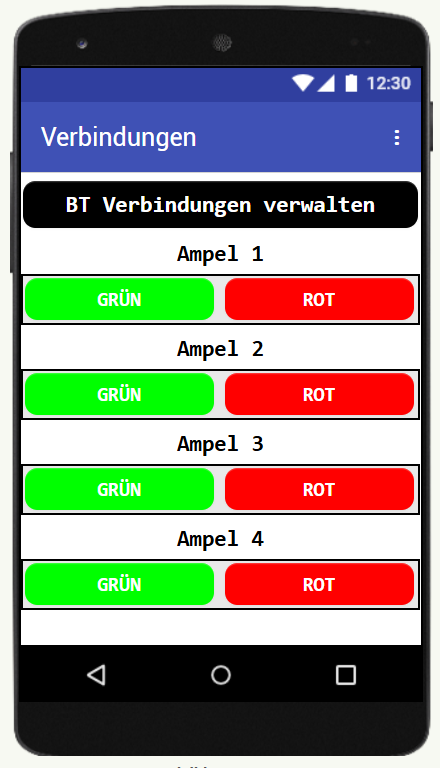 12:30
Verbindungen
BT Verbindungen verwalten
Ampel 1
GRÜN ROT
Ampel 2
GRÜN ROT
Ampel 3
GRÜN ROT
Ampel 4
GRÜN ROT